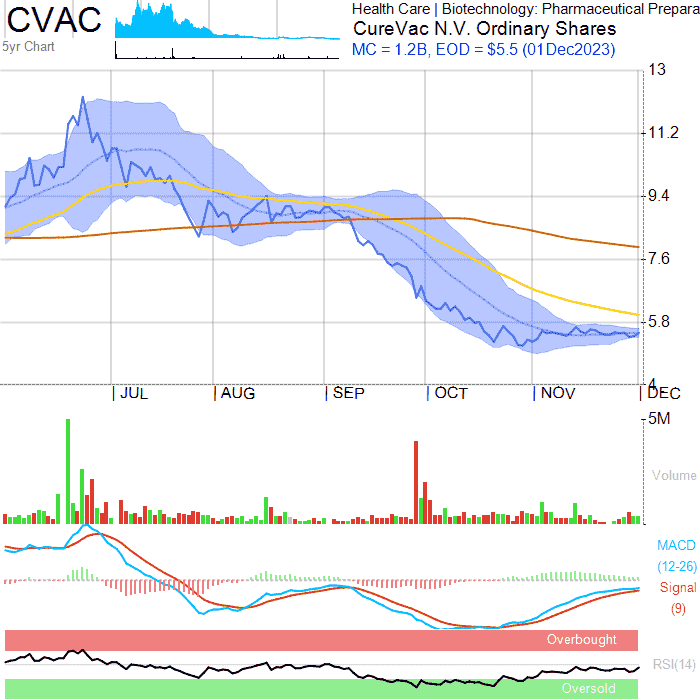 CVAC
5yr Chart
Health Care | Biotechnology: Pharmaceutical Prepara
CureVac N.V. Ordinary Shares
MC = 1.2B, EOD = $5.5 (01Dec2023)
13
11.2
9.4
7.6
5.8
4
JUL AUG SEP OCT NOV DEC
5M
Volume
MACD
(12-26)
Signal
(9)
Overbought
RSI(14)
Oversold